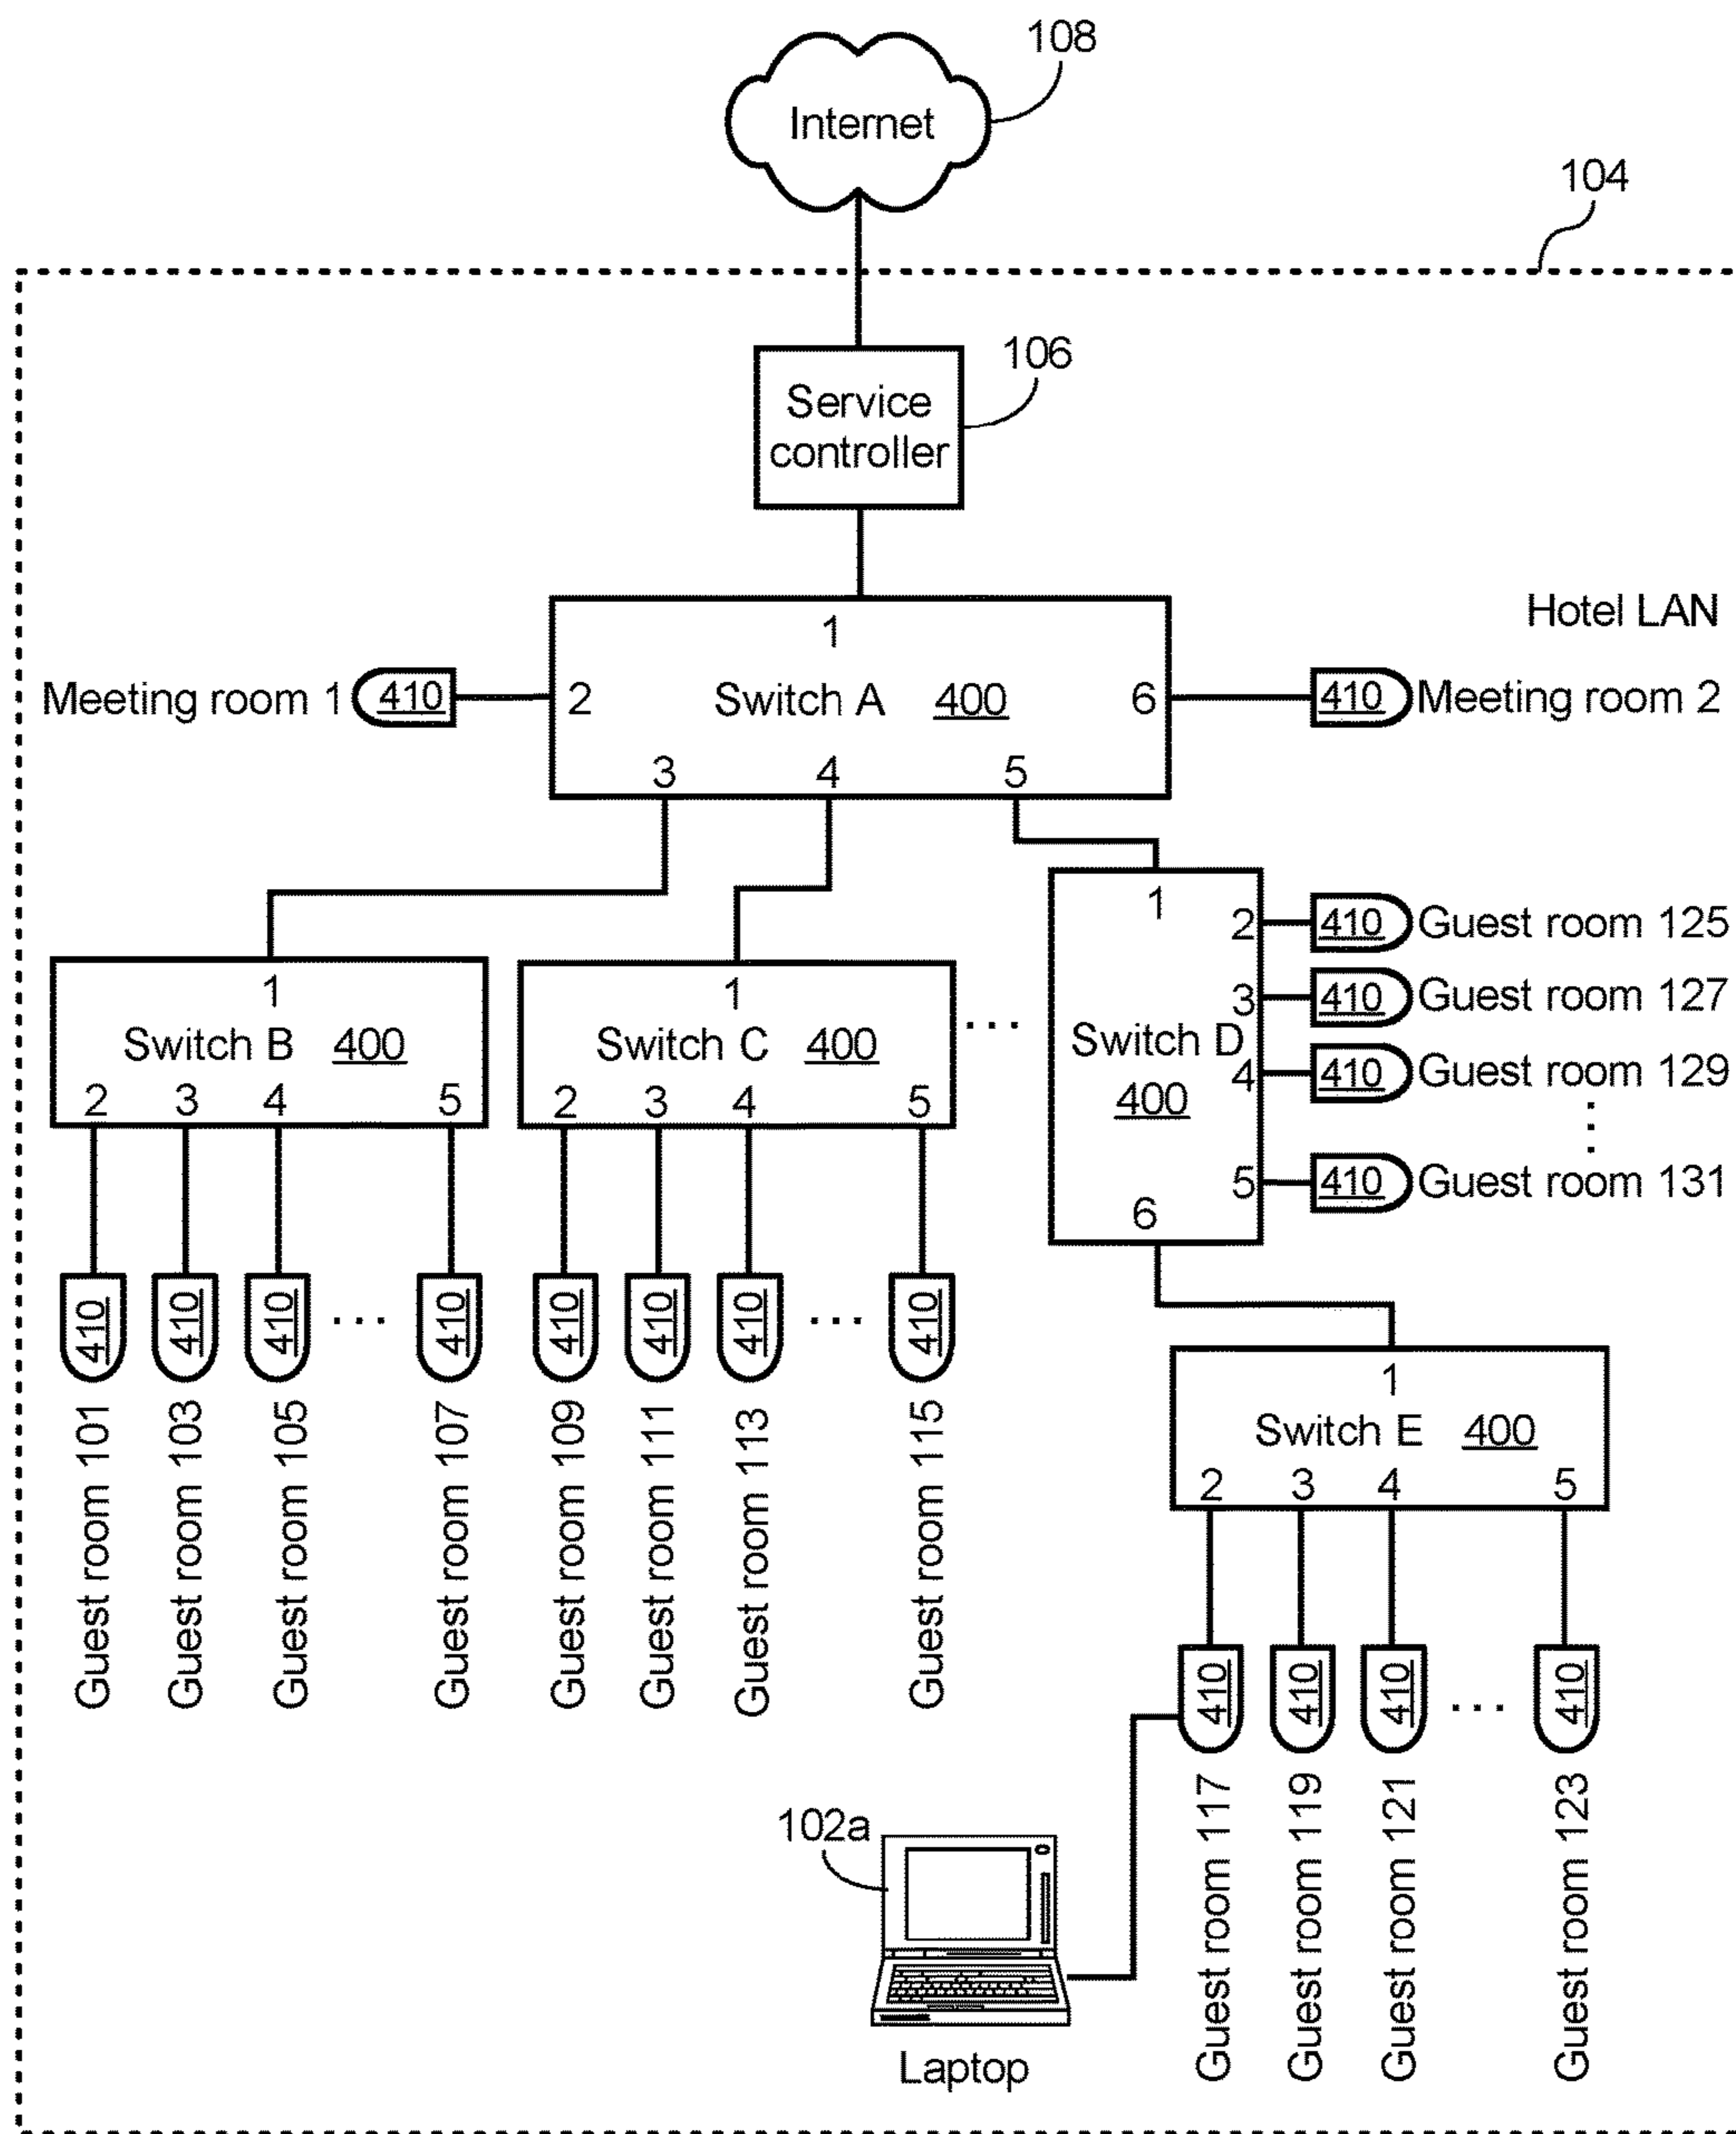 108
Internet
104
106
Service
controller
Hotel LAN
1
Meeting room 1
410
2
Switch A 400
6
410
Meeting room 2
3 4 5
1
2
410
Guest room 125
1
1
3
410
Guest room 127
Switch B 400
Switch C 400
...
Switch D
400
4
410
Guest room 129
2 3 4 5
2 3 4 5
5
410
Guest room 131
6
410 410 410 ... 410
410 410 410 ... 410
Guest room 101
Guest room 103
Guest room 105
Guest room 107
Guest room 109
Guest room 111
Guest room 113
Guest room 115
1
Switch E 400
2 3 4 5
410 410 410 ... 410
Guest room 117
Guest room 119
Guest room 121
Guest room 123
102a
Laptop